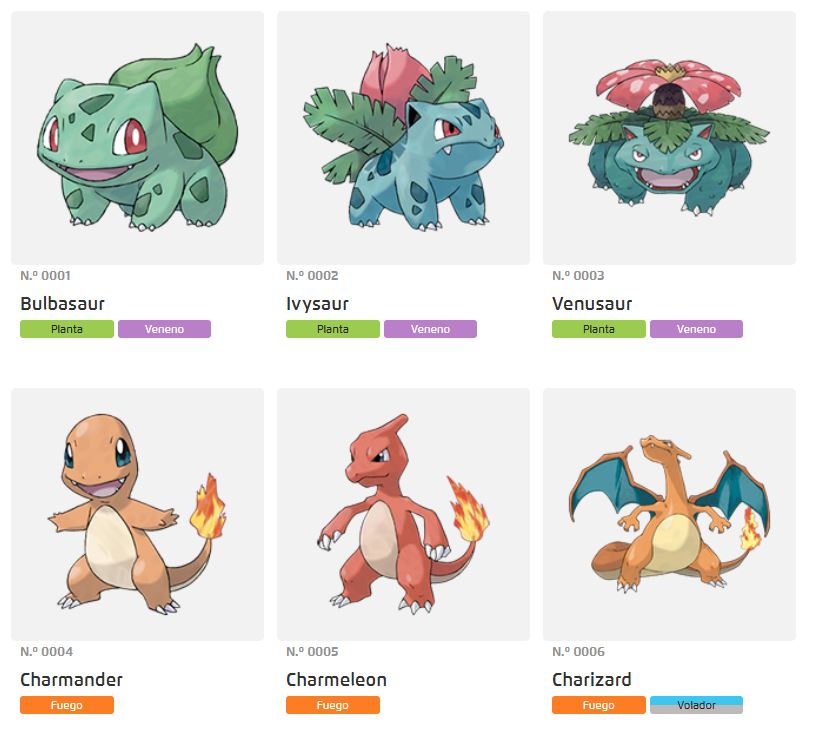 N.º 0001
N.º 0002
N.º 0003
Bulbasaur
Ivysaur
Venusaur
Planta Veneno
Planta Veneno
Planta Veneno
N.º 0004
N.º 0005
N.º 0006
Charmander
Charmeleon
Charizard
Fuego
Fuego
Fuego Volador